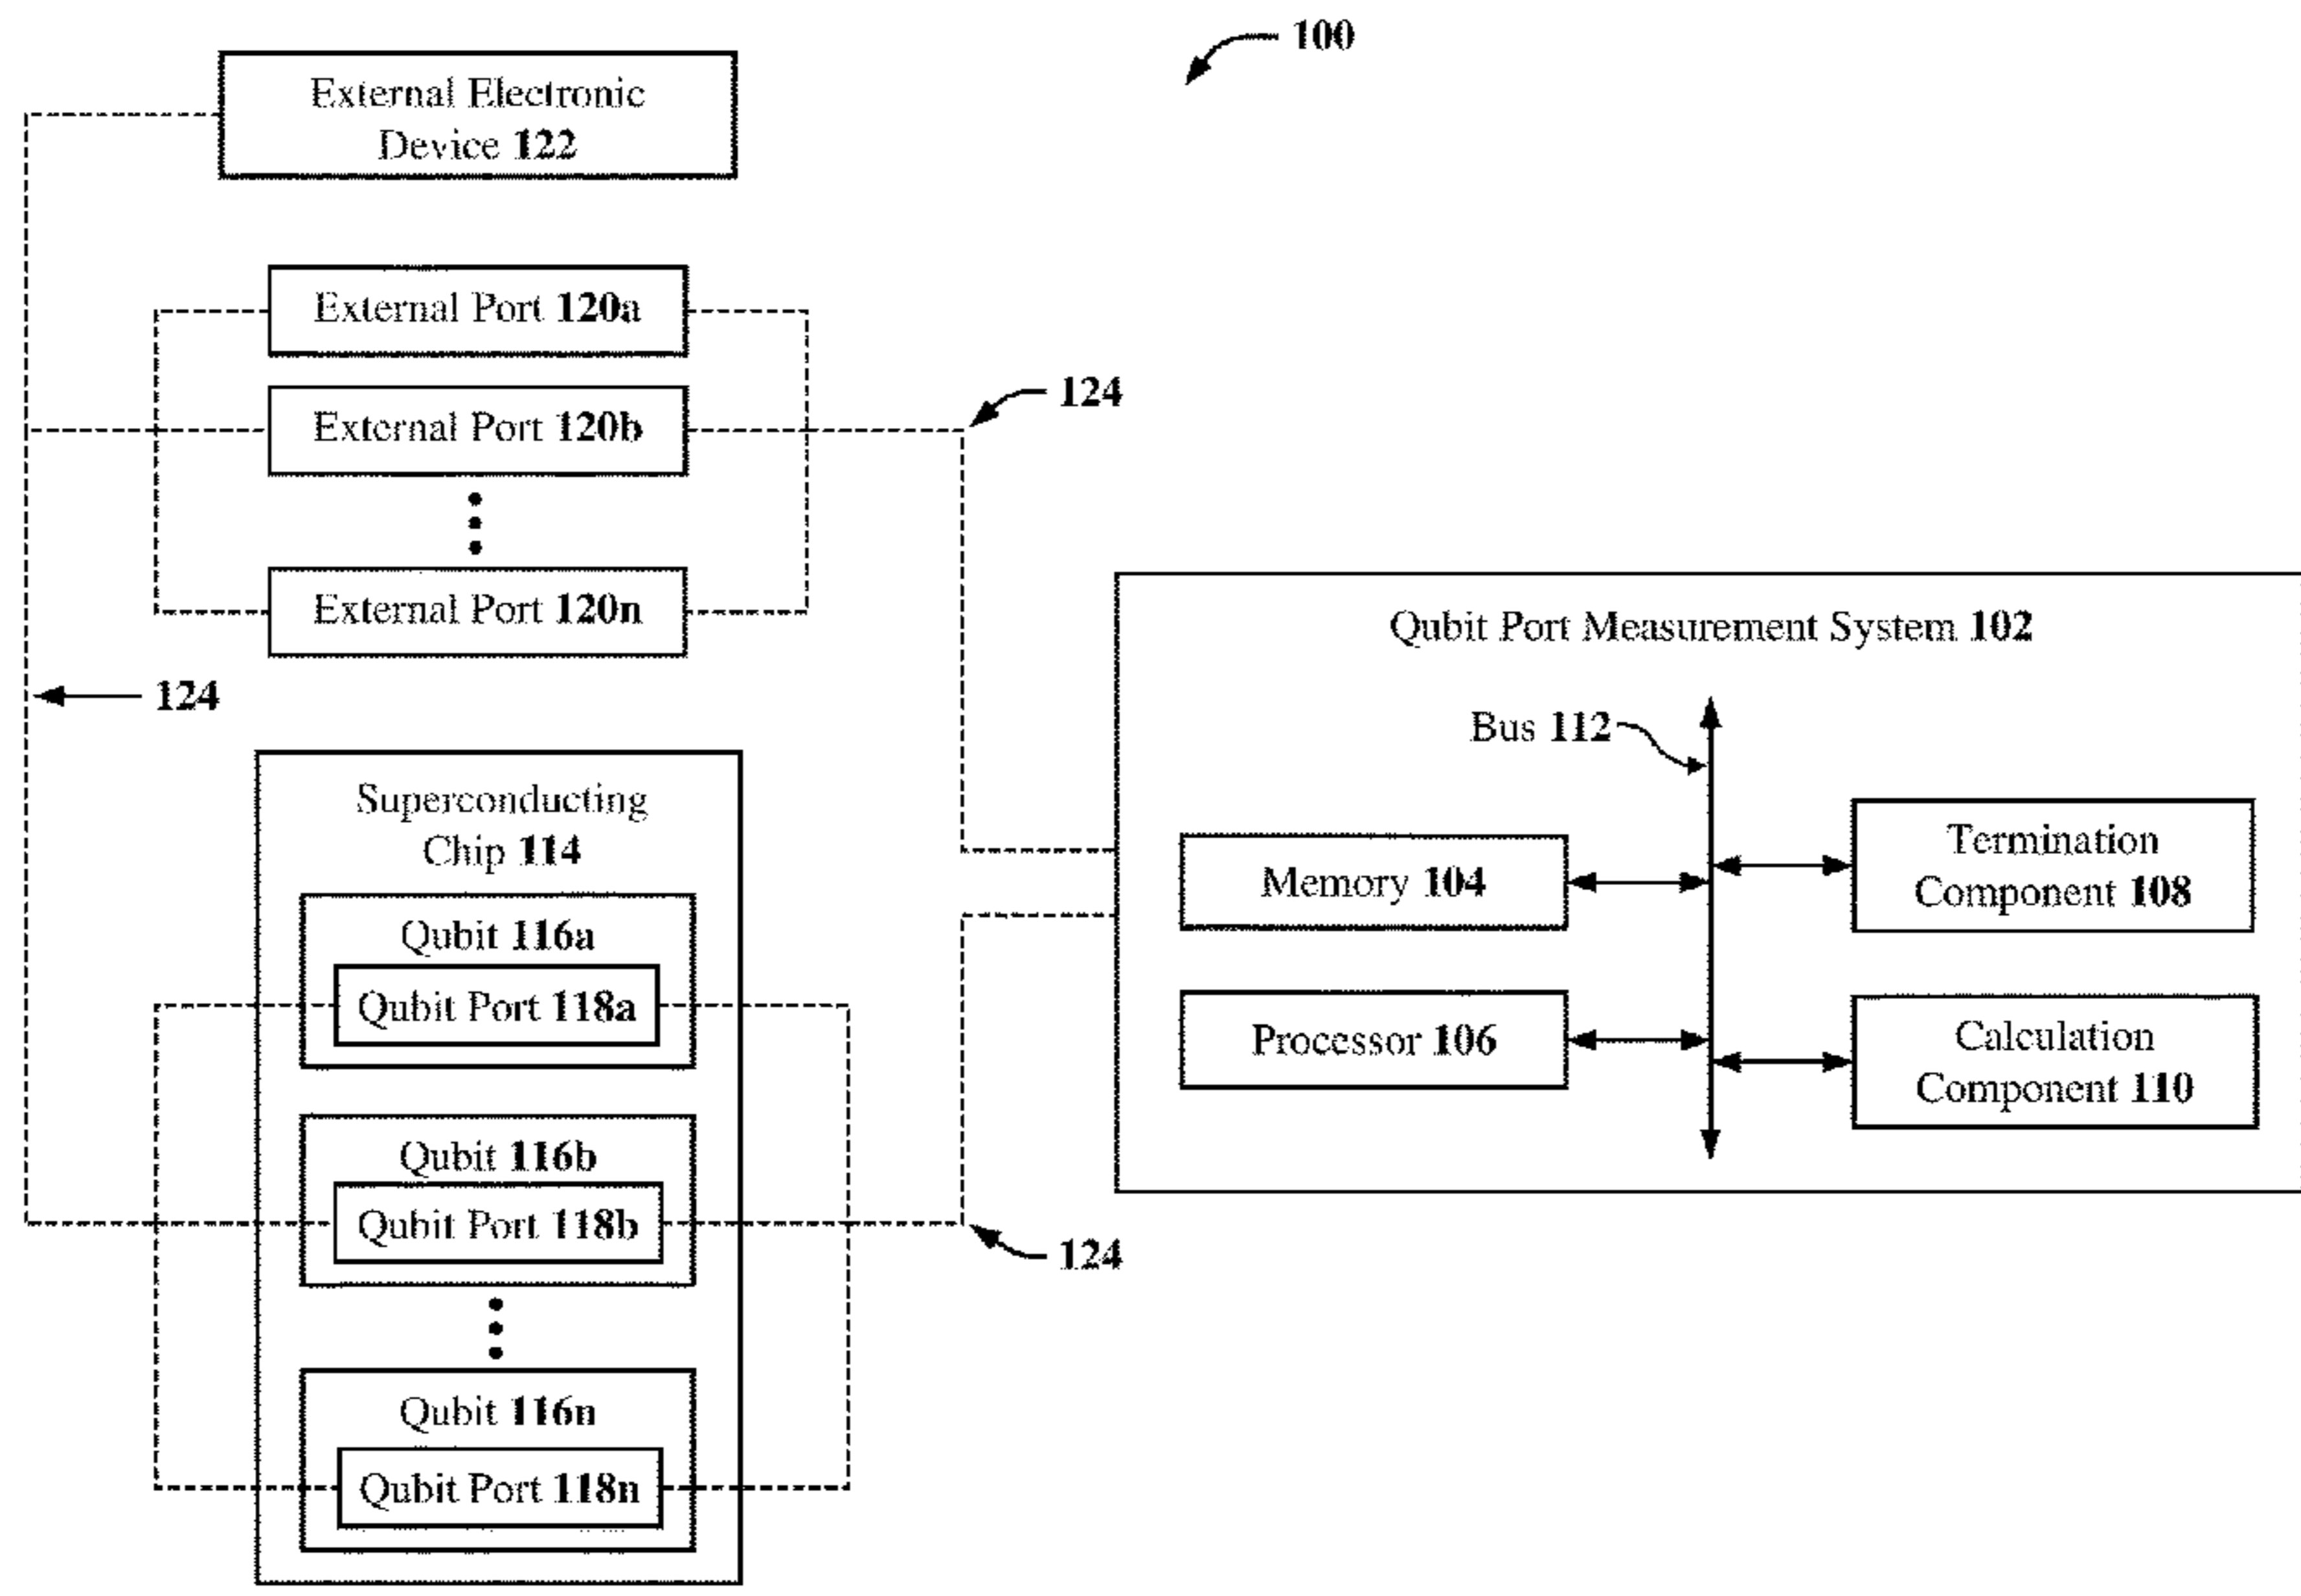 100
External Electronic
Device 122
External Port 120a
External Port 120b
124
External Port 120n
124
Qubit Port Measurement System 102
Bus 112
Memory 104
Termination
Component 108
Processor 106
Calculation
Component 110
Superconducting
Chip 114
Qubit 116a
Qubit Port 118a
Qubit 116b
Qubit Port 118b
124
Qubit 116n
Qubit Port 118n